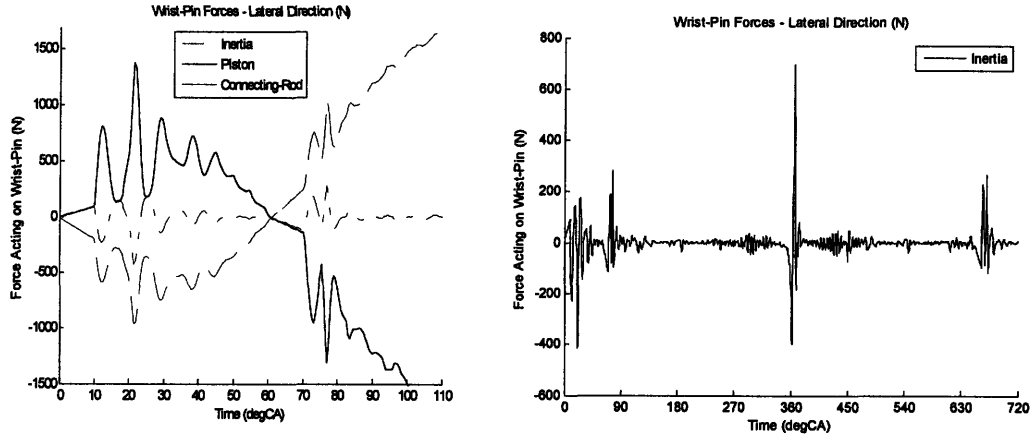 Wrist-Pin Forces - Lateral Direction (N)
Inertia
Piston
Connecting-Rod
1500
1000
500
0
-500
-1000
-1500
Force Acting on Wrist-Pin (N)
0 10 20 30 40 50 60 70 80 90 100 110
Time (degCA)
Wrist-Pin Forces - Lateral Direction (N)
Inertia
800
600
400
200
0
-200
-400
-600
Force Acting on Wrist-Pin (N)
0 90 180 270 360 450 540 630 720
Time (degCA)